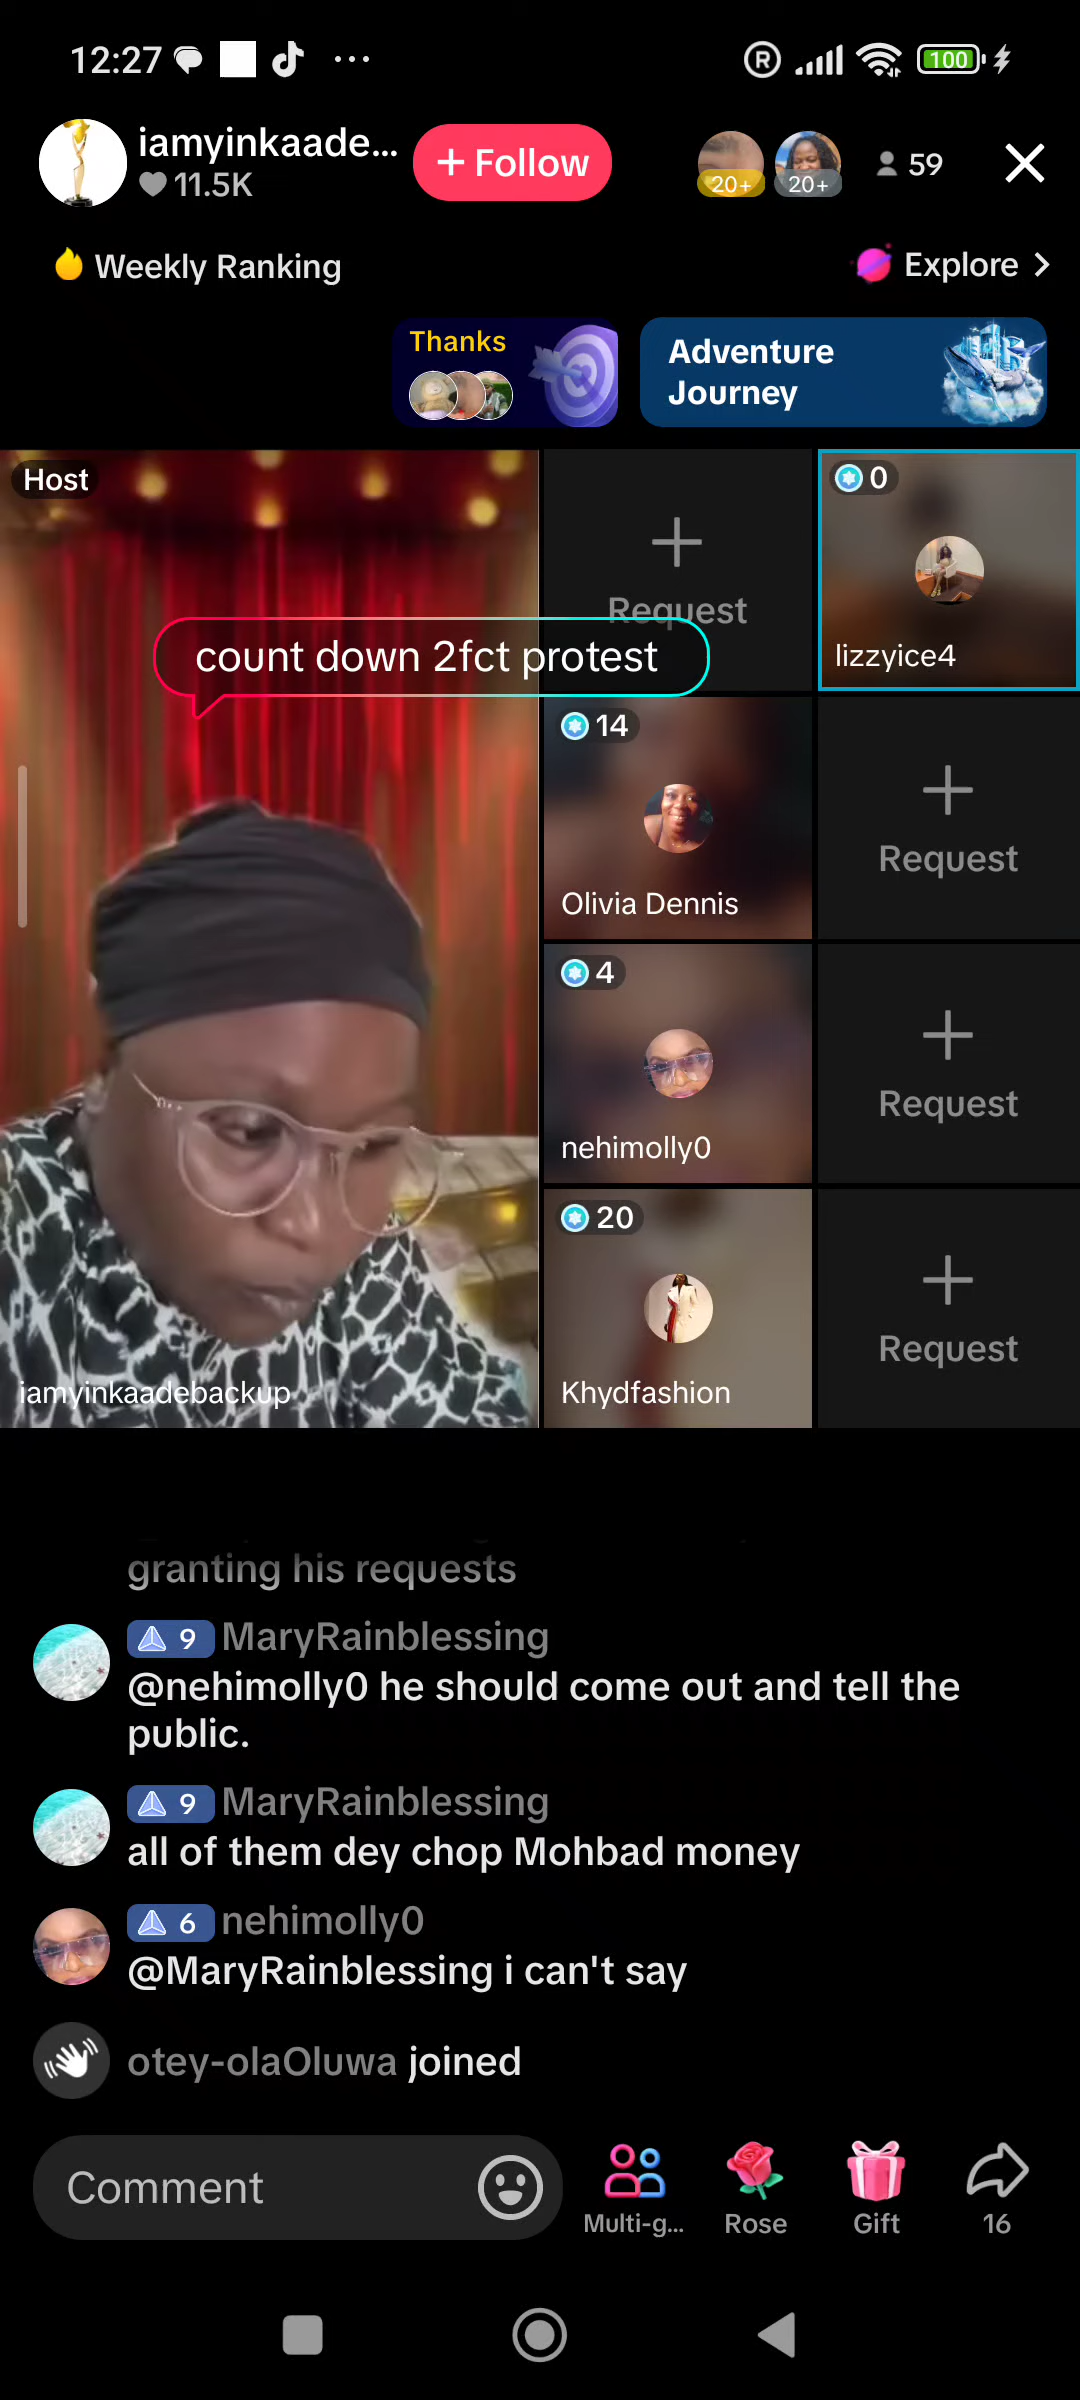 12:27
R
100
iamyinkaade...
11.5K
+ Follow
20+
20+
59
Weekly Ranking
Explore
Thanks
Adventure
Journey
Host
Request
0
lizzyice4
count down 2fct protest
14
Olivia Dennis
Request
4
nehimolly0
Request
20
Khydfashion
Request
iamyinkaadebackup
granting his requests
9 MaryRainblessing
@nehimolly0 he should come out and tell the
public.
9 MaryRainblessing
all of them dey chop Mohbad money
6 nehimolly0
@MaryRainblessing i can't say
otey-olaOluwa joined
Comment
Multi-g...
Rose
Gift
16